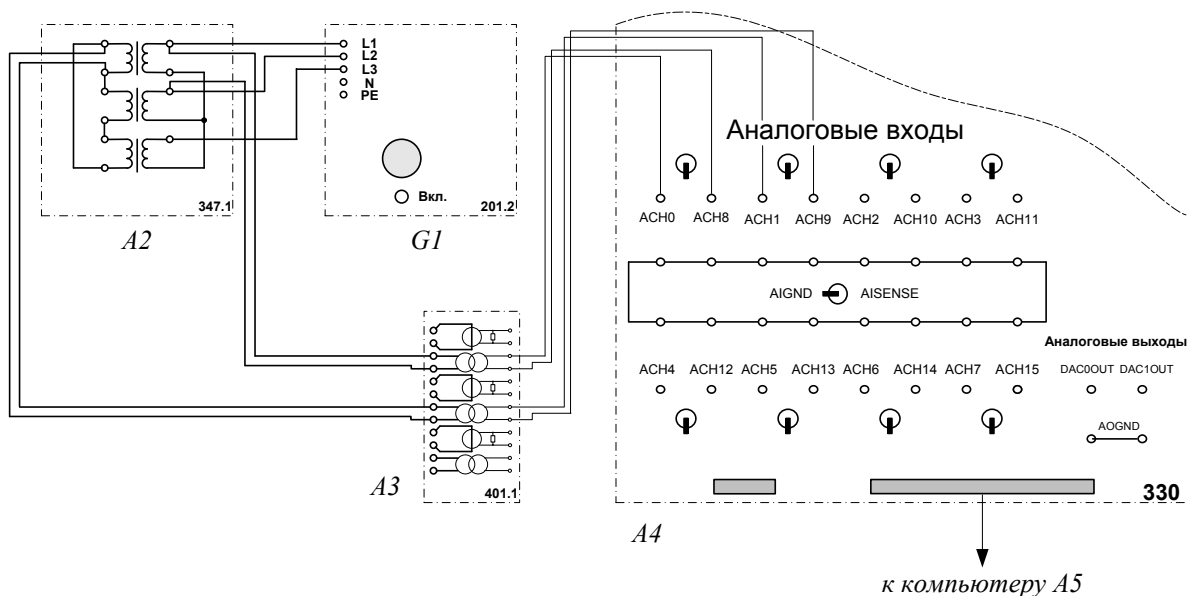 L1
L2
L3
N
PE
Вкл.
347.1
201.2
A2
G1
Аналоговые входы
ACH0 ACH8 ACH1 ACH9 ACH2 ACH10 ACH3 ACH11
AIGND AISENSE
Аналоговые выходы
ACH4 ACH12 ACH5 ACH13 ACH6 ACH14 ACH7 ACH15 DAC0OUT DAC1OUT
AOGND
A3
401.1
330
A4
к компьютеру A5